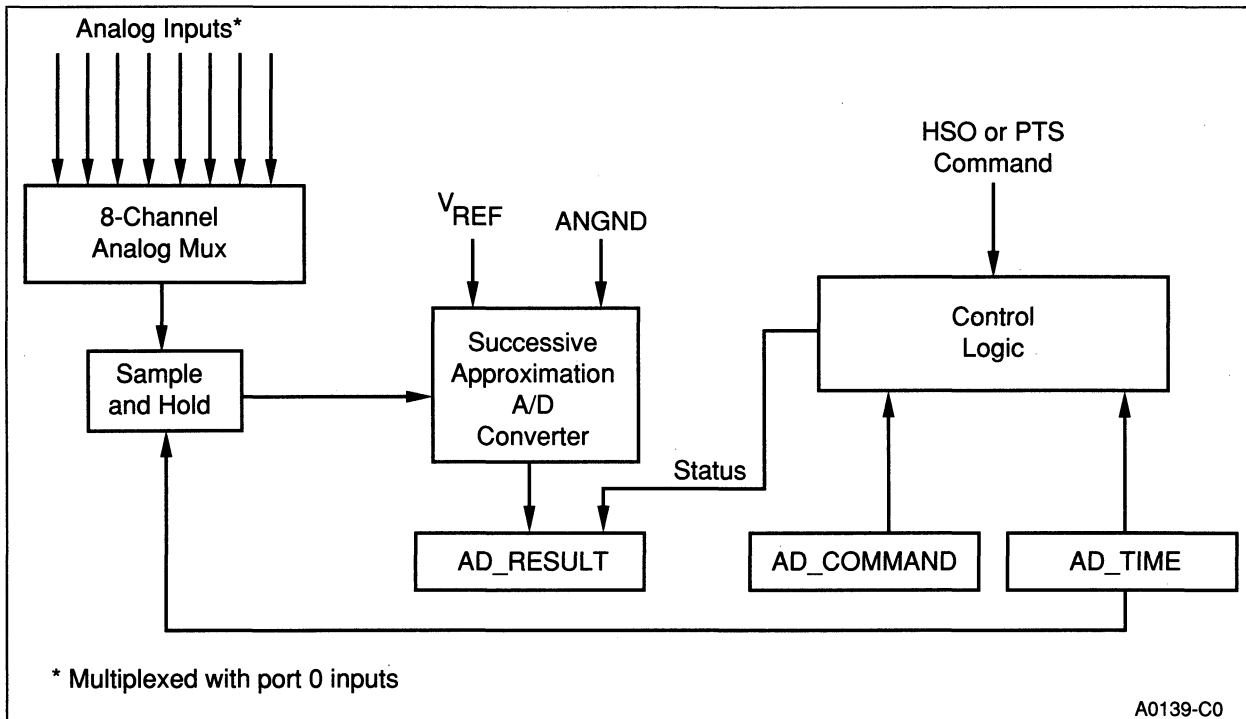 Analog Inputs*
8-Channel
Analog Mux
Sample
and Hold
VREF
ANGND
Successive
Approximation
A/D
Converter
HSO or PTS
Command
Control
Logic
Status
AD_RESULT
AD_COMMAND
AD_TIME
* Multiplexed with port 0 inputs
A0139-C0